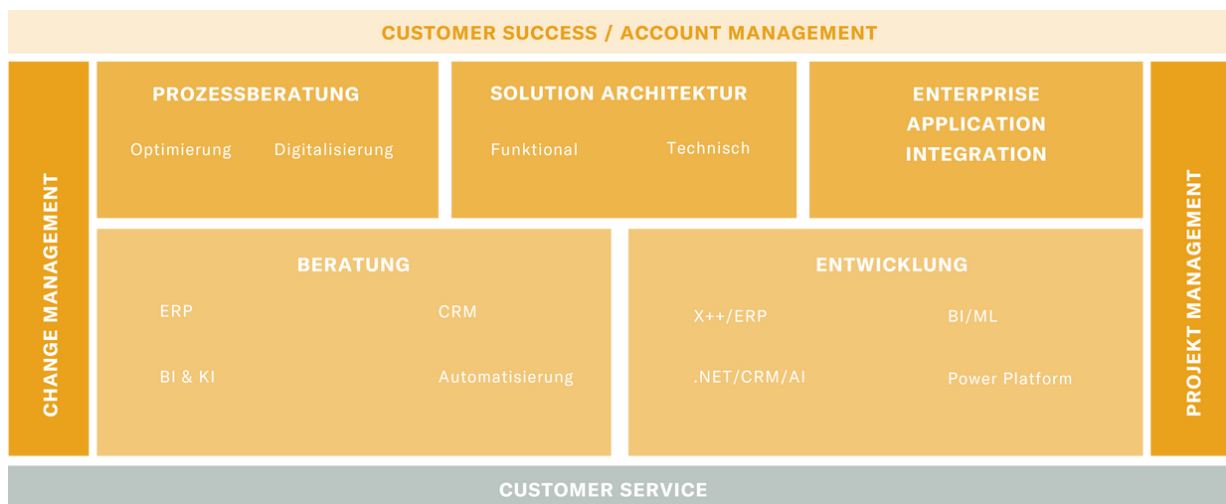 CUSTOMER SUCCESS / ACCOUNT MANAGEMENT
CHANGE MANAGEMENT
PROZESSBERATUNG
Optimierung Digitalisierung
SOLUTION ARCHITEKTUR
Funktional Technisch
ENTERPRISE
APPLICATION
INTEGRATION
PROJEKT MANAGEMENT
BERATUNG
ERP CRM
BI & KI Automatisierung
ENTWICKLUNG
X++/ERP BI/ML
.NET/CRM/AI Power Platform
CUSTOMER SERVICE